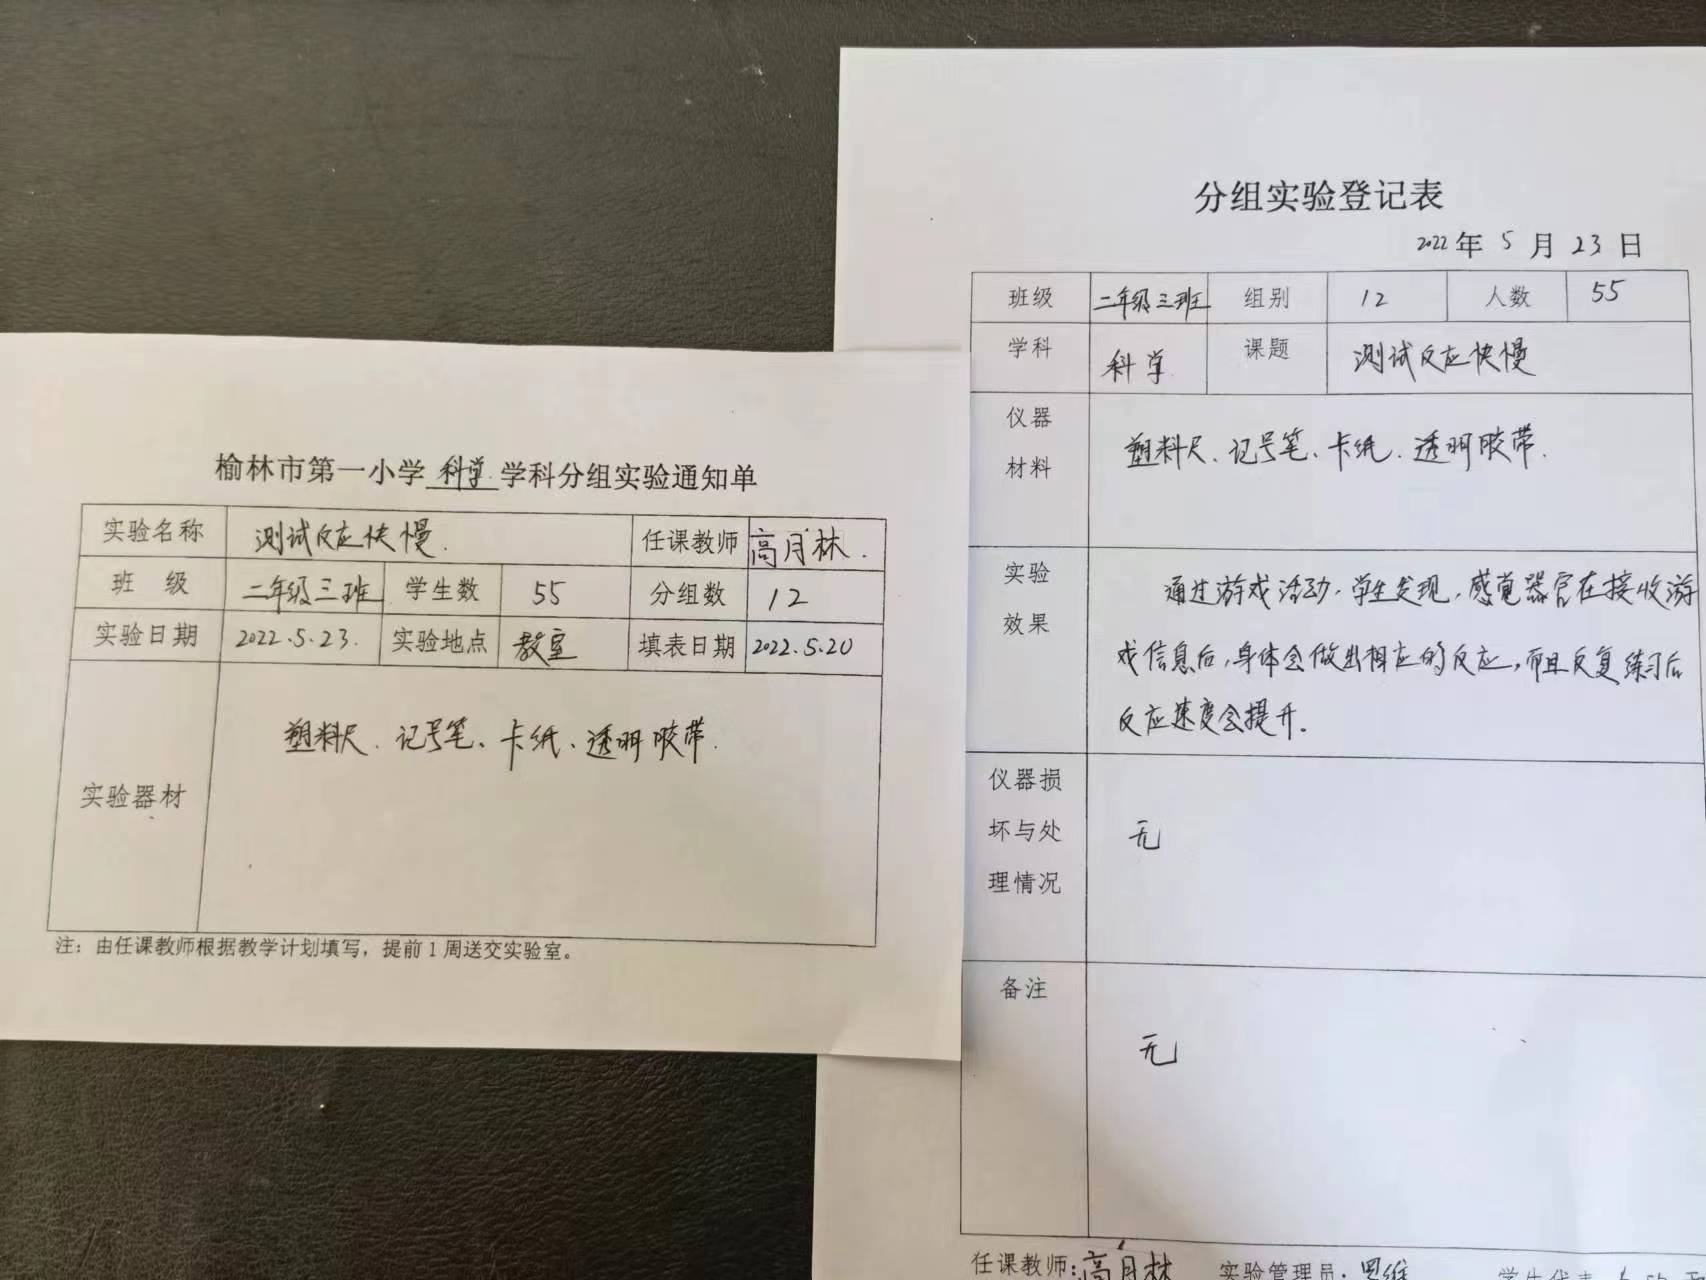 榆林市第一小学 科学 学科分组实验通知单
实验名称 测试反应快慢. 任课教师 高月林.
班 级 二年级三班 学生数 55 分组数 12
实验日期 2022.5.23. 实验地点 教室 填表日期 2022.5.20
实验器材 塑料尺、记号笔、卡纸、透明胶带.
注：由任课教师根据教学计划填写，提前1周送交实验室。
分组实验登记表
2022年 5 月 23 日
班级 二年级三班 组别 12 人数 55
学科 科学 课题 测试反应快慢
仪器
材料
塑料尺、记号笔、卡纸、透明胶带.
实验
效果
通过游戏活动，学生发现，感觉器官在接收游
戏信息后，身体会做出相应的反应，而且反复练习后
反应速度会提升。
仪器损
坏与处
理情况
无
备注
无
任课教师：高月林 实验管理员：